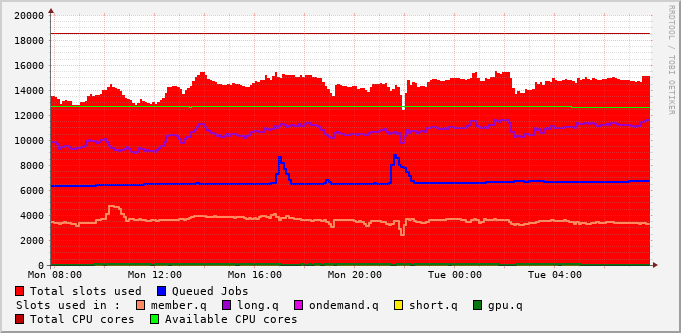 20000
18000
16000
14000
12000
10000
8000
6000
4000
2000
0
Mon 08:00 Mon 12:00 Mon 16:00 Mon 20:00 Tue 00:00 Tue 04:00
Total slots used Queued Jobs
Slots used in : member.q long.q ondemand.q short.q gpu.q
Total CPU cores Available CPU cores
RRDTOOL / TOBI OETIKER